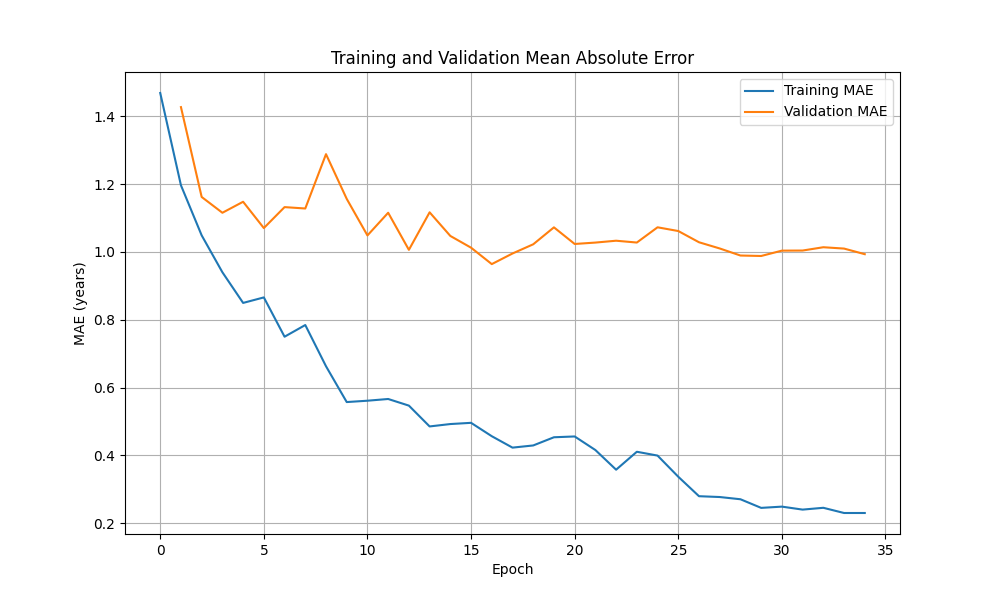 Training and Validation Mean Absolute Error
Training MAE
Validation MAE
MAE (years)
1.4
1.2
1.0
0.8
0.6
0.4
0.2
0 5 10 15 20 25 30 35
Epoch